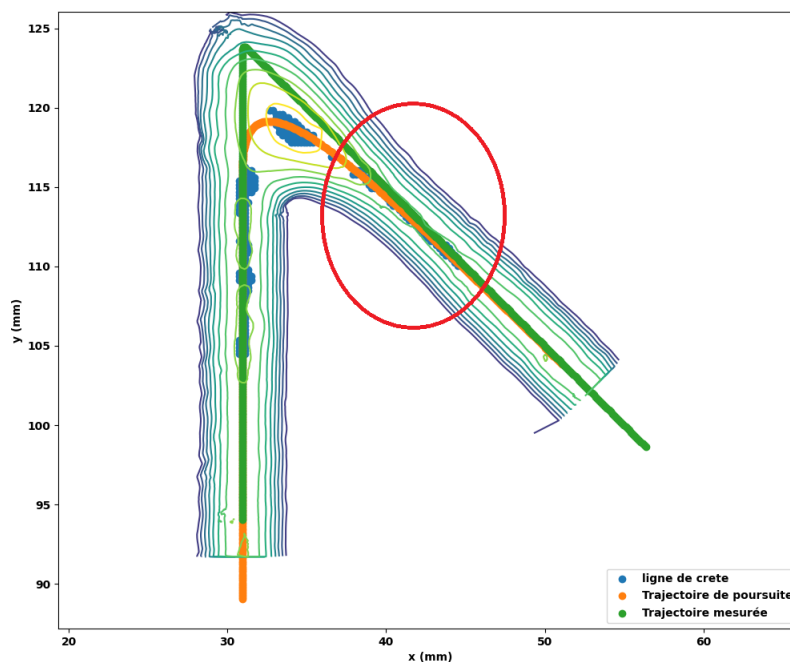 125
120
115
110
105
100
95
90
y (mm)
20
30
40
50
60
x (mm)
ligne de crete
Trajectoire de poursuite
Trajectoire mesurée